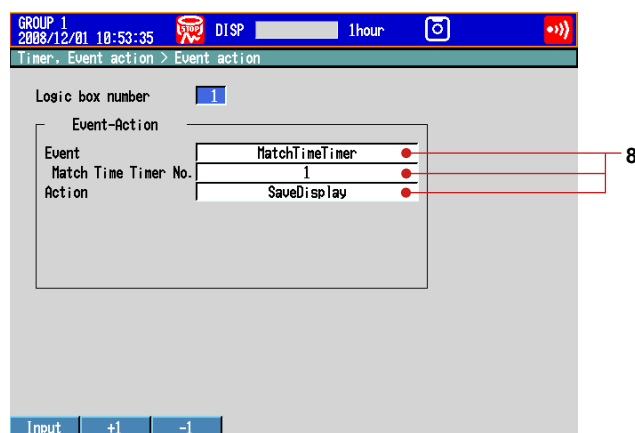 GROUP 1
2008/12/01 10:53:35 STOP DISP 1hour
Timer, Event action > Event action
Logic box number 1
Event-Action
Event MatchTimeTimer
Match Time Timer No. 1
Action SaveDisplay
8
Input +1 -1